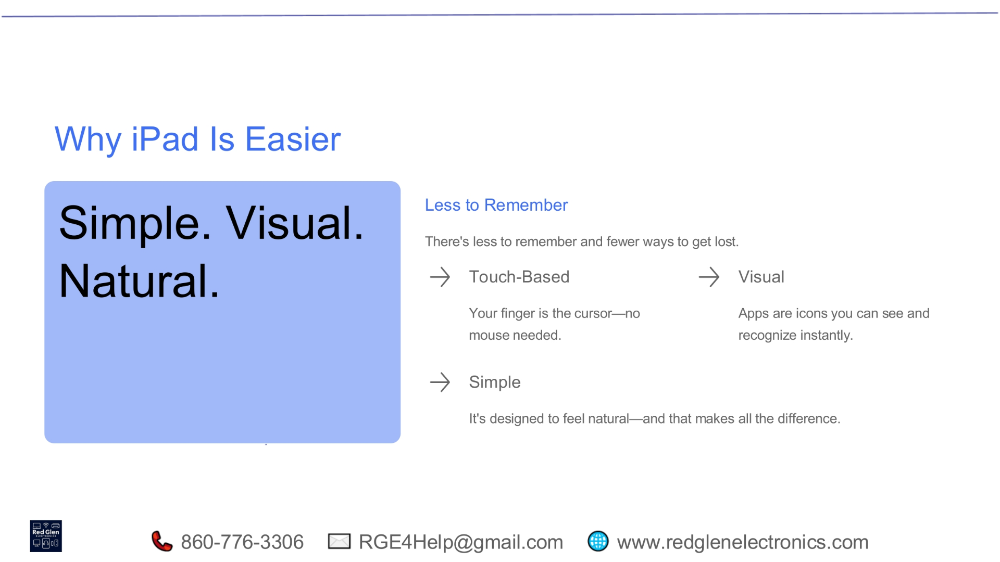 Why iPad Is Easier
Simple. Visual.
Natural.
Less to Remember
There's less to remember and fewer ways to get lost.
Touch-Based
Your finger is the cursor—no
mouse needed.
Visual
Apps are icons you can see and
recognize instantly.
Simple
It's designed to feel natural—and that makes all the difference.
Red Glen
ELECTRONICS
860-776-3306
RGE4Help@gmail.com
www.redglenelectronics.com